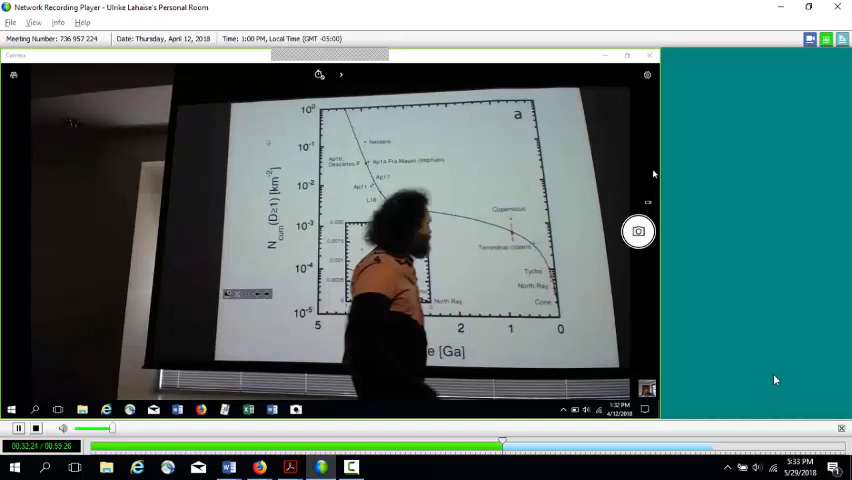 Network Recording Player - Ulrike Lahaise's Personal Room
File View Info Help
Meeting Number: 736 957 224 Date: Thursday, April 12, 2018 Time: 1:00 PM, Local Time (GMT -05:00)
Camera
a
10⁰
10⁻¹
10⁻²
10⁻³
10⁻⁴
10⁻⁵
N cum (D≥1) [km⁻²]
Nectaris
Ap16, Descartes F.
Ap14-Fra Mauro (Imbrium)
Ap17
Ap11
L16
Copernicus
Terrestrial craters
Tycho
North Ray
Cone
North Ray
5 2 1 0
e [Ga]
1:32 PM
4/12/2018
00:32:24 / 00:59:26
5:33 PM
5/29/2018